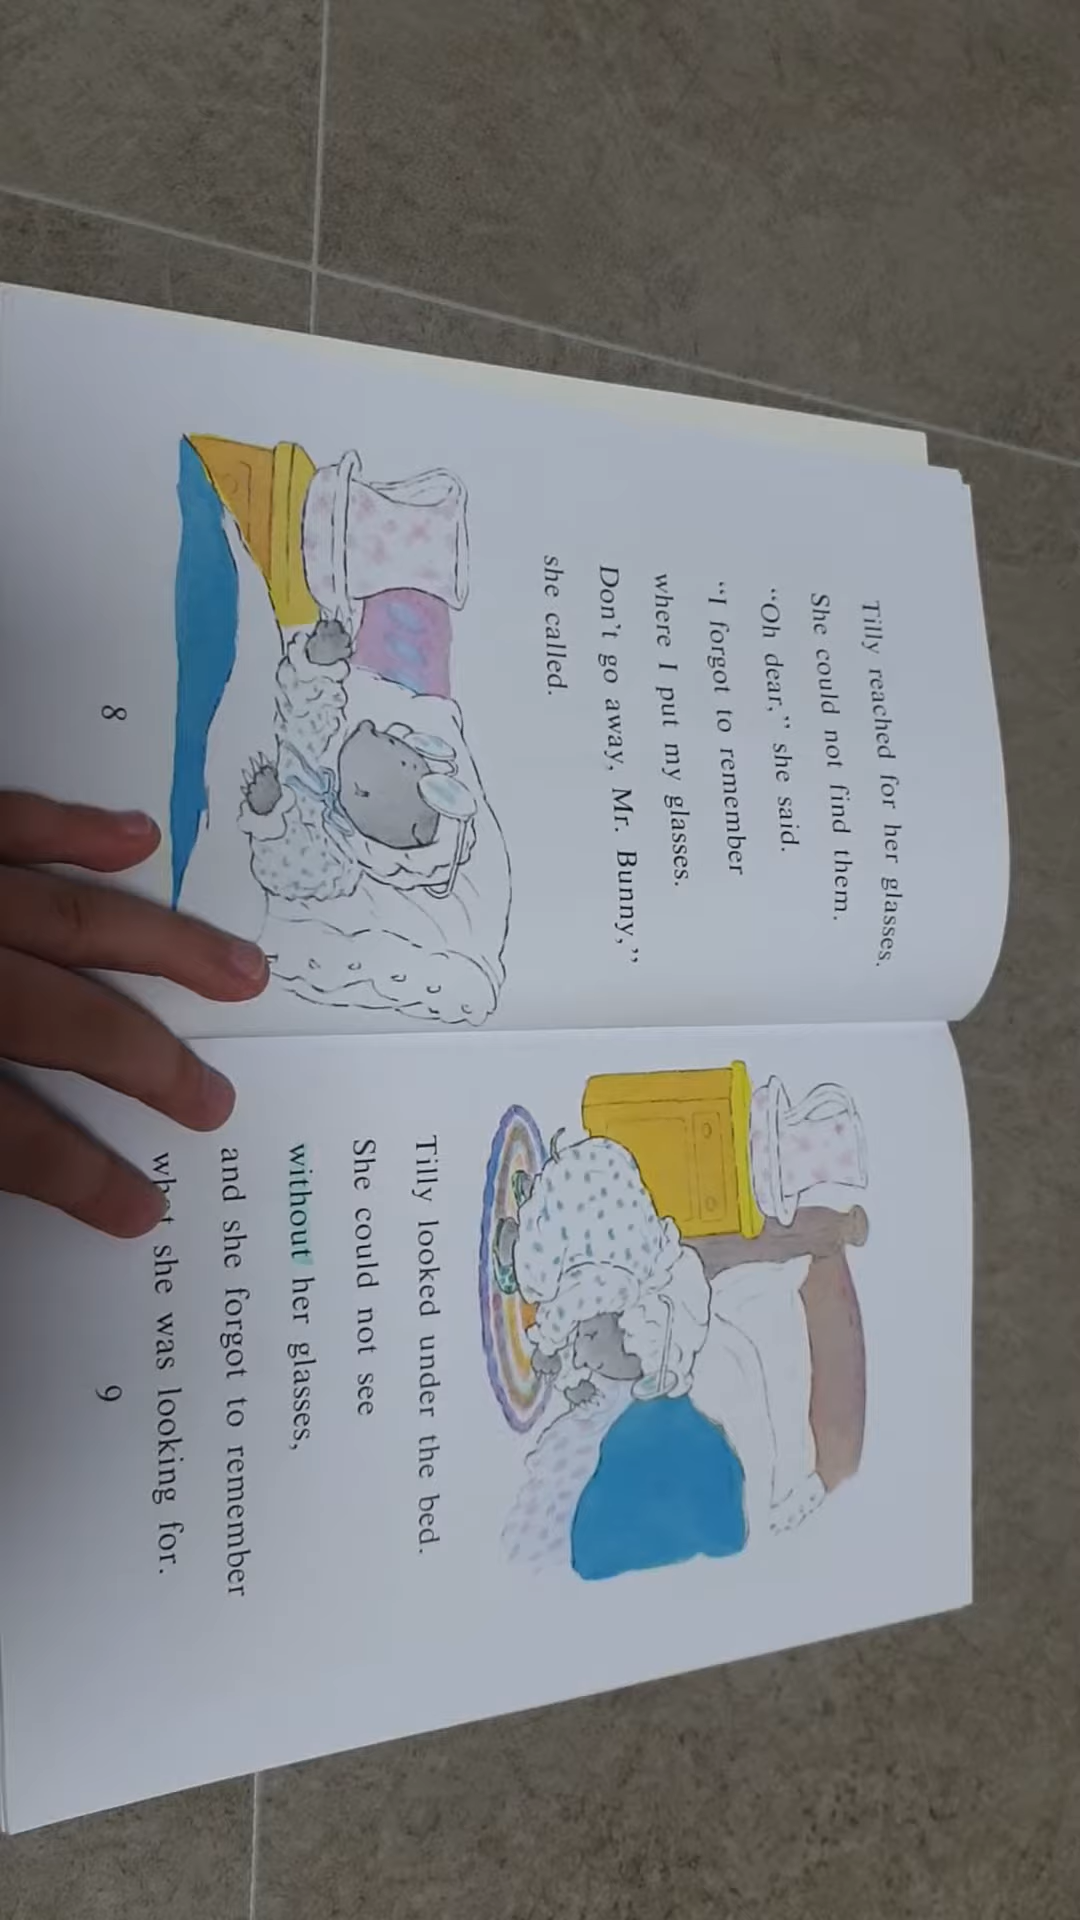 Tilly reached for her glasses.
She could not find them.
“Oh dear,” she said.
“I forgot to remember
where I put my glasses.
Don't go away, Mr. Bunny,”
she called.
8
Tilly looked under the bed.
She could not see
without her glasses,
and she forgot to remember
what she was looking for.
9